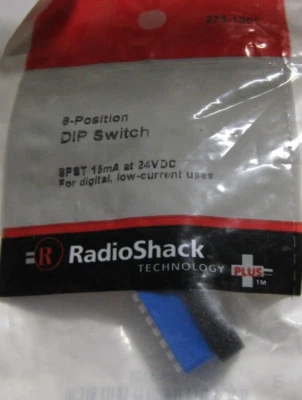 8-Position
DIP Switch
SPST 15mA at 24VDC
For digital, low-current uses
R RadioShack
TECHNOLOGY PLUS
TM